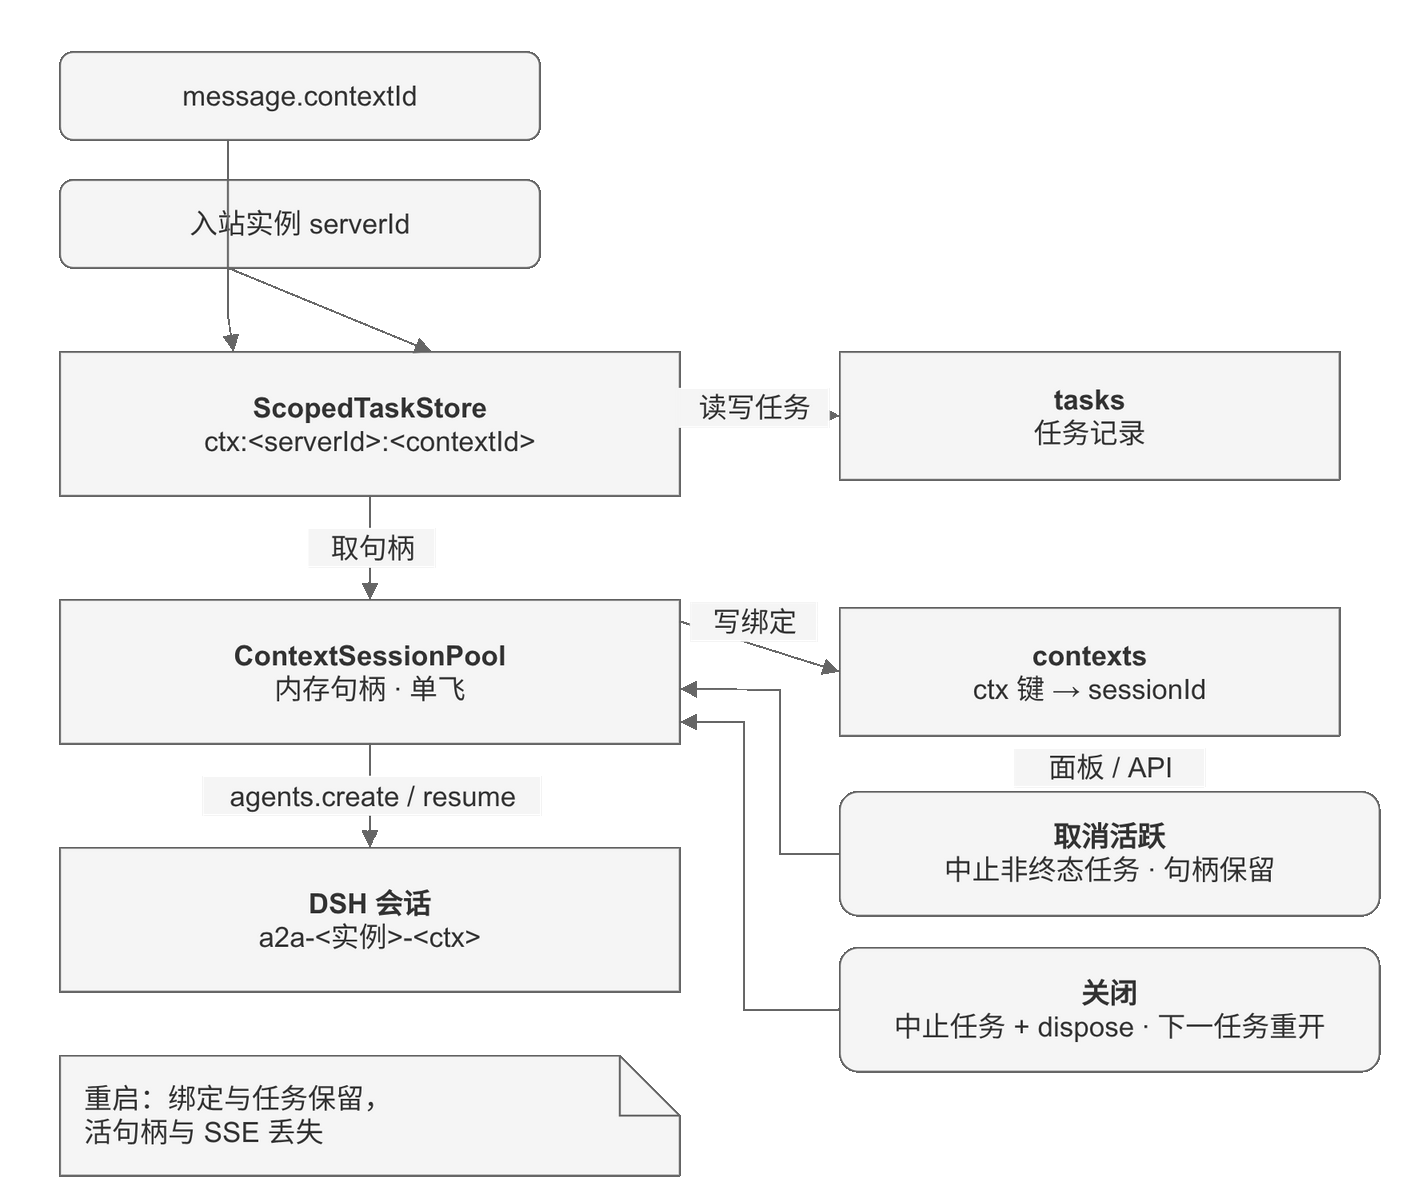 message.contextId
入站实例 serverId
ScopedTaskStore
ctx:<serverId>:<contextId>
读写任务
tasks
任务记录
取句柄
ContextSessionPool
内存句柄 · 单飞
写绑定
contexts
ctx 键 → sessionId
agents.create / resume
面板 / API
取消活跃
中止非终态任务 · 句柄保留
DSH 会话
a2a-<实例>-<ctx>
关闭
中止任务 + dispose · 下一任务重开
重启：绑定与任务保留，
活句柄与 SSE 丢失